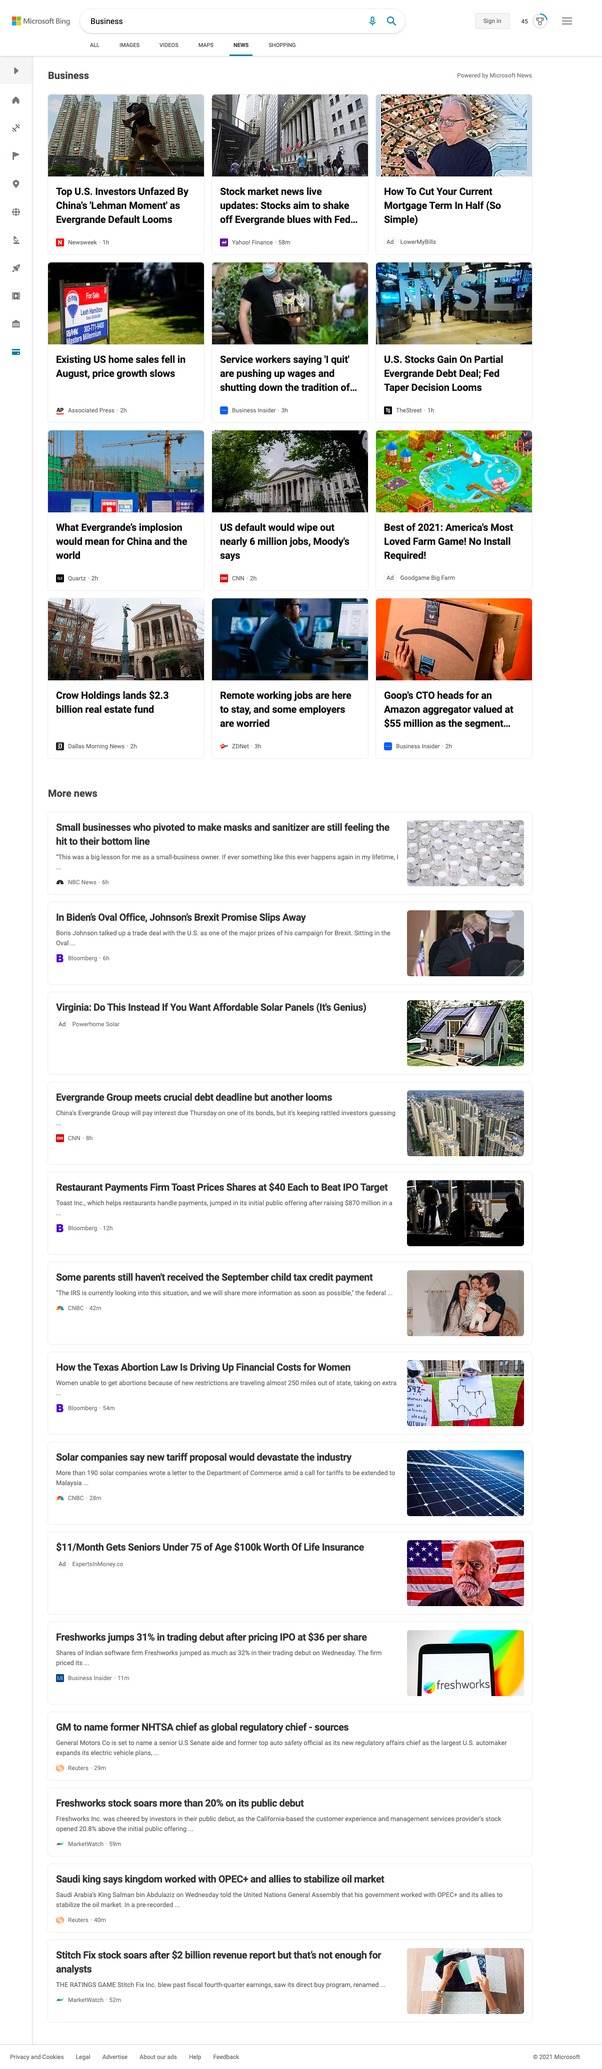 Microsoft Bing
Business
Sign in
45
ALL IMAGES VIDEOS MAPS NEWS SHOPPING
Business
Powered by Microsoft News
Top U.S. Investors Unfazed By
China's 'Lehman Moment' as
Evergrande Default Looms
Newsweek · 1h
Stock market news live
updates: Stocks aim to shake
off Evergrande blues with Fed...
Yahoo! Finance · 58m
How To Cut Your Current
Mortgage Term In Half (So
Simple)
Ad LowerMyBills
For Sale
Leah Hamilton
303-771-9400
Masters Millennium
Existing US home sales fell in
August, price growth slows
AP Associated Press · 2h
Service workers saying 'I quit'
are pushing up wages and
shutting down the tradition of...
Business Insider · 3h
NYSE
U.S. Stocks Gain On Partial
Evergrande Debt Deal; Fed
Taper Decision Looms
TheStreet · 1h
What Evergrande's implosion
would mean for China and the
world
Quartz · 2h
US default would wipe out
nearly 6 million jobs, Moody's
says
CNN · 2h
Best of 2021: America's Most
Loved Farm Game! No Install
Required!
Ad Goodgame Big Farm
Crow Holdings lands $2.3
billion real estate fund
Dallas Morning News · 2h
Remote working jobs are here
to stay, and some employers
are worried
ZDNet · 3h
Goop's CTO heads for an
Amazon aggregator valued at
$55 million as the segment...
Business Insider · 2h
More news
Small businesses who pivoted to make masks and sanitizer are still feeling the
hit to their bottom line
"This was a big lesson for me as a small-business owner. If ever something like this ever happens again in my lifetime, I
...
NBC News · 6h
In Biden's Oval Office, Johnson's Brexit Promise Slips Away
Boris Johnson talked up a trade deal with the U.S. as one of the major prizes of his campaign for Brexit. Sitting in the
Oval ...
B Bloomberg · 6h
Virginia: Do This Instead If You Want Affordable Solar Panels (It's Genius)
Ad Powerhome Solar
Evergrande Group meets crucial debt deadline but another looms
China's Evergrande Group will pay interest due Thursday on one of its bonds, but it's keeping rattled investors guessing
...
CNN · 8h
Restaurant Payments Firm Toast Prices Shares at $40 Each to Beat IPO Target
Toast Inc., which helps restaurants handle payments, jumped in its initial public offering after raising $870 million in a
...
B Bloomberg · 12h
Some parents still haven't received the September child tax credit payment
"The IRS is currently looking into this situation, and we will share more information as soon as possible," the federal ...
CNBC · 42m
How the Texas Abortion Law Is Driving Up Financial Costs for Women
Women unable to get abortions because of new restrictions are traveling almost 250 miles out of state, taking on extra
...
B Bloomberg · 54m
Solar companies say new tariff proposal would devastate the industry
More than 190 solar companies wrote a letter to the Department of Commerce amid a call for tariffs to be extended to
Malaysia ...
CNBC · 28m
$11/Month Gets Seniors Under 75 of Age $100k Worth Of Life Insurance
Ad ExpertsInMoney.co
Freshworks jumps 31% in trading debut after pricing IPO at $36 per share
Shares of Indian software firm Freshworks jumped as much as 32% in their trading debut on Wednesday. The firm
priced its ...
Business Insider · 11m
freshworks
GM to name former NHTSA chief as global regulatory chief - sources
General Motors Co is set to name a senior U S Senate aide and former top auto safety official as its new regulatory affairs chief as the largest U.S. automaker
expands its electric vehicle plans, ...
Reuters · 29m
Freshworks stock soars more than 20% on its public debut
Freshworks Inc. was cheered by investors in their public debut, as the California-based the customer experience and management services provider's stock
opened 20.8% above the initial public offering ...
MarketWatch · 59m
Saudi king says kingdom worked with OPEC+ and allies to stabilize oil market
Saudi Arabia's King Salman bin Abdulaziz on Wednesday told the United Nations General Assembly that his government worked with OPEC+ and its allies to
stabilize the oil market. In a pre-recorded ...
Reuters · 40m
Stitch Fix stock soars after $2 billion revenue report but that's not enough for
analysts
THE RATINGS GAME Stitch Fix Inc. blew past fiscal fourth-quarter earnings, saw its direct buy program, renamed ...
MarketWatch · 52m
Privacy and Cookies Legal Advertise About our ads Help Feedback
© 2021 Microsoft